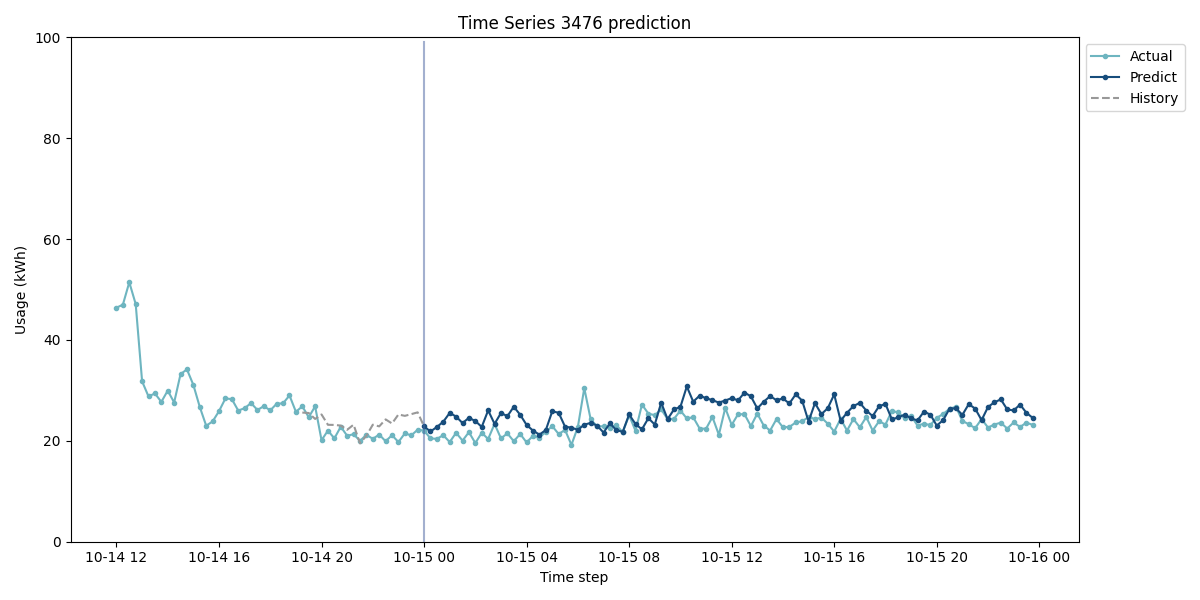 Time Series 3476 prediction
100
80
60
40
20
0
Usage (kWh)
10-14 12
10-14 16
10-14 20
10-15 00
10-15 04
10-15 08
10-15 12
10-15 16
10-15 20
10-16 00
Time step
Actual
Predict
History